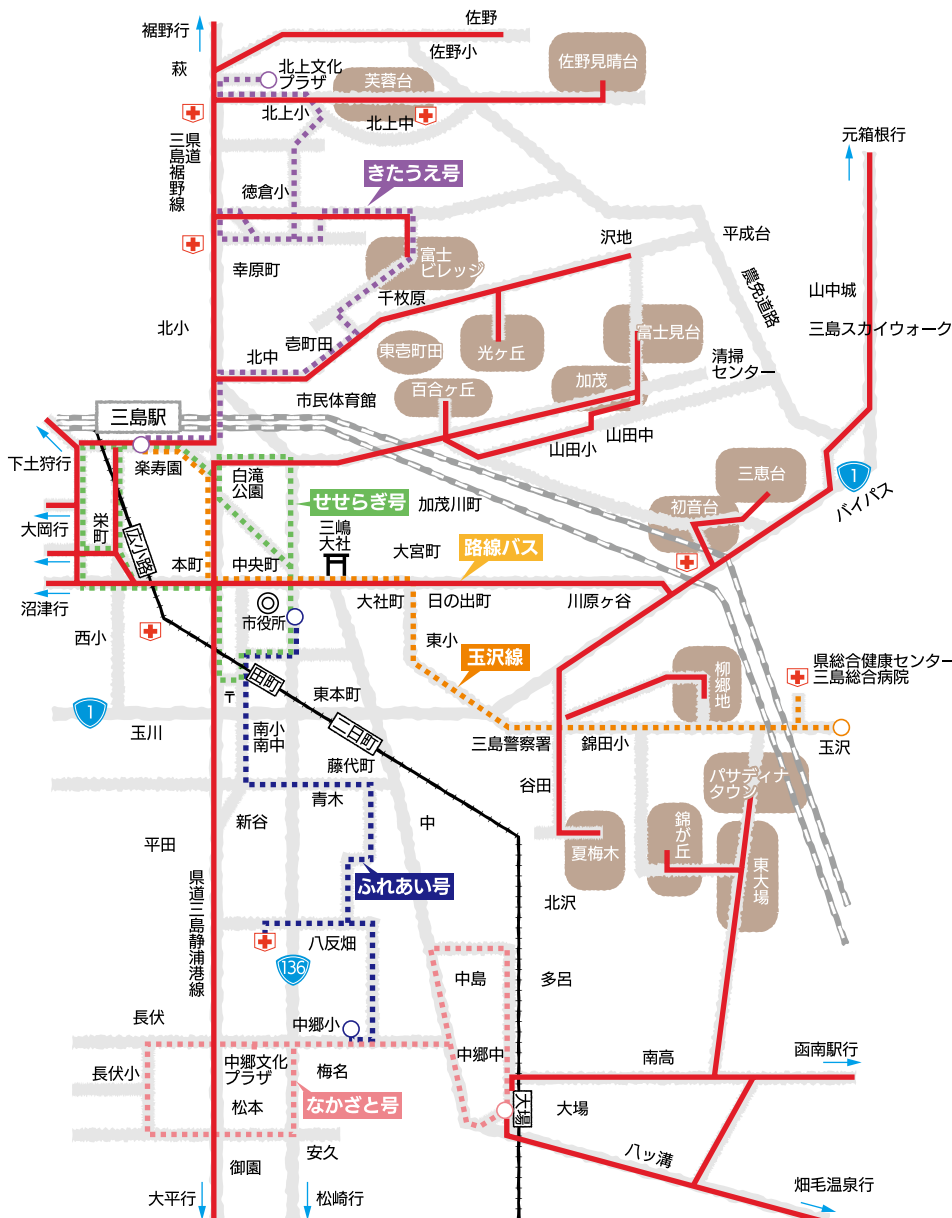 佐野
裾野行
佐野小
佐野見晴台
萩
北上文化
プラザ
芙蓉台
北上小
北上中
元箱根行
県道
三島裾野線
きたうえ号
徳倉小
沢地
平成台
幸原町
富士
ビレッジ
農免道路
千枚原
山中城
北小
三島スカイウォーク
壱町田
富士見台
北中
東壱町田
光ヶ丘
清掃
センター
百合ヶ丘
加茂
市民体育館
三島駅
山田中
山田小
下土狩行
楽寿園
白滝
公園
三恵台
1
バイパス
せせらぎ号
加茂川町
初音台
大岡行
栄町
広小路
三嶋
大社
大宮町
路線バス
本町
中央町
沼津行
大社町
日の出町
川原ヶ谷
市役所
西小
東小
玉沢線
県総合健康センター
三島総合病院
柳郷地
田町
〒
東本町
1
玉川
南小
南中
二日町
三島警察署
錦田小
玉沢
藤代町
パサディナ
タウン
谷田
青木
新谷
中
錦が丘
平田
夏梅木
東大場
県道三島静浦港線
ふれあい号
北沢
八反畑
136
中島
多呂
長伏
中郷小
中郷中
南高
函南駅行
中郷文化
プラザ
長伏小
梅名
松本
なかざと号
大場
大場
安久
八ッ溝
御園
大平行
松崎行
畑毛温泉行